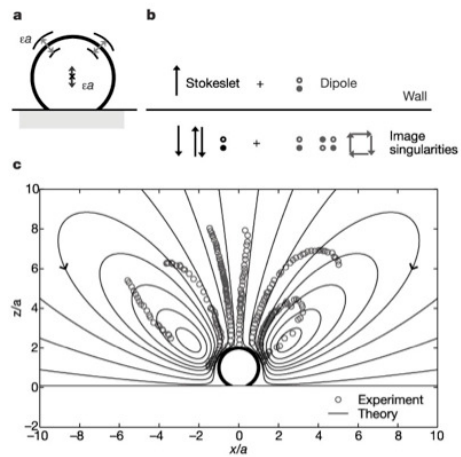 a
b
εa
εa
Stokeslet + Dipole
Wall
+ Image
singularities
c
10
8
6
4
2
0
−2
z/a
Experiment
Theory
−10 −8 −6 −4 −2 0 2 4 6 8 10
x/a